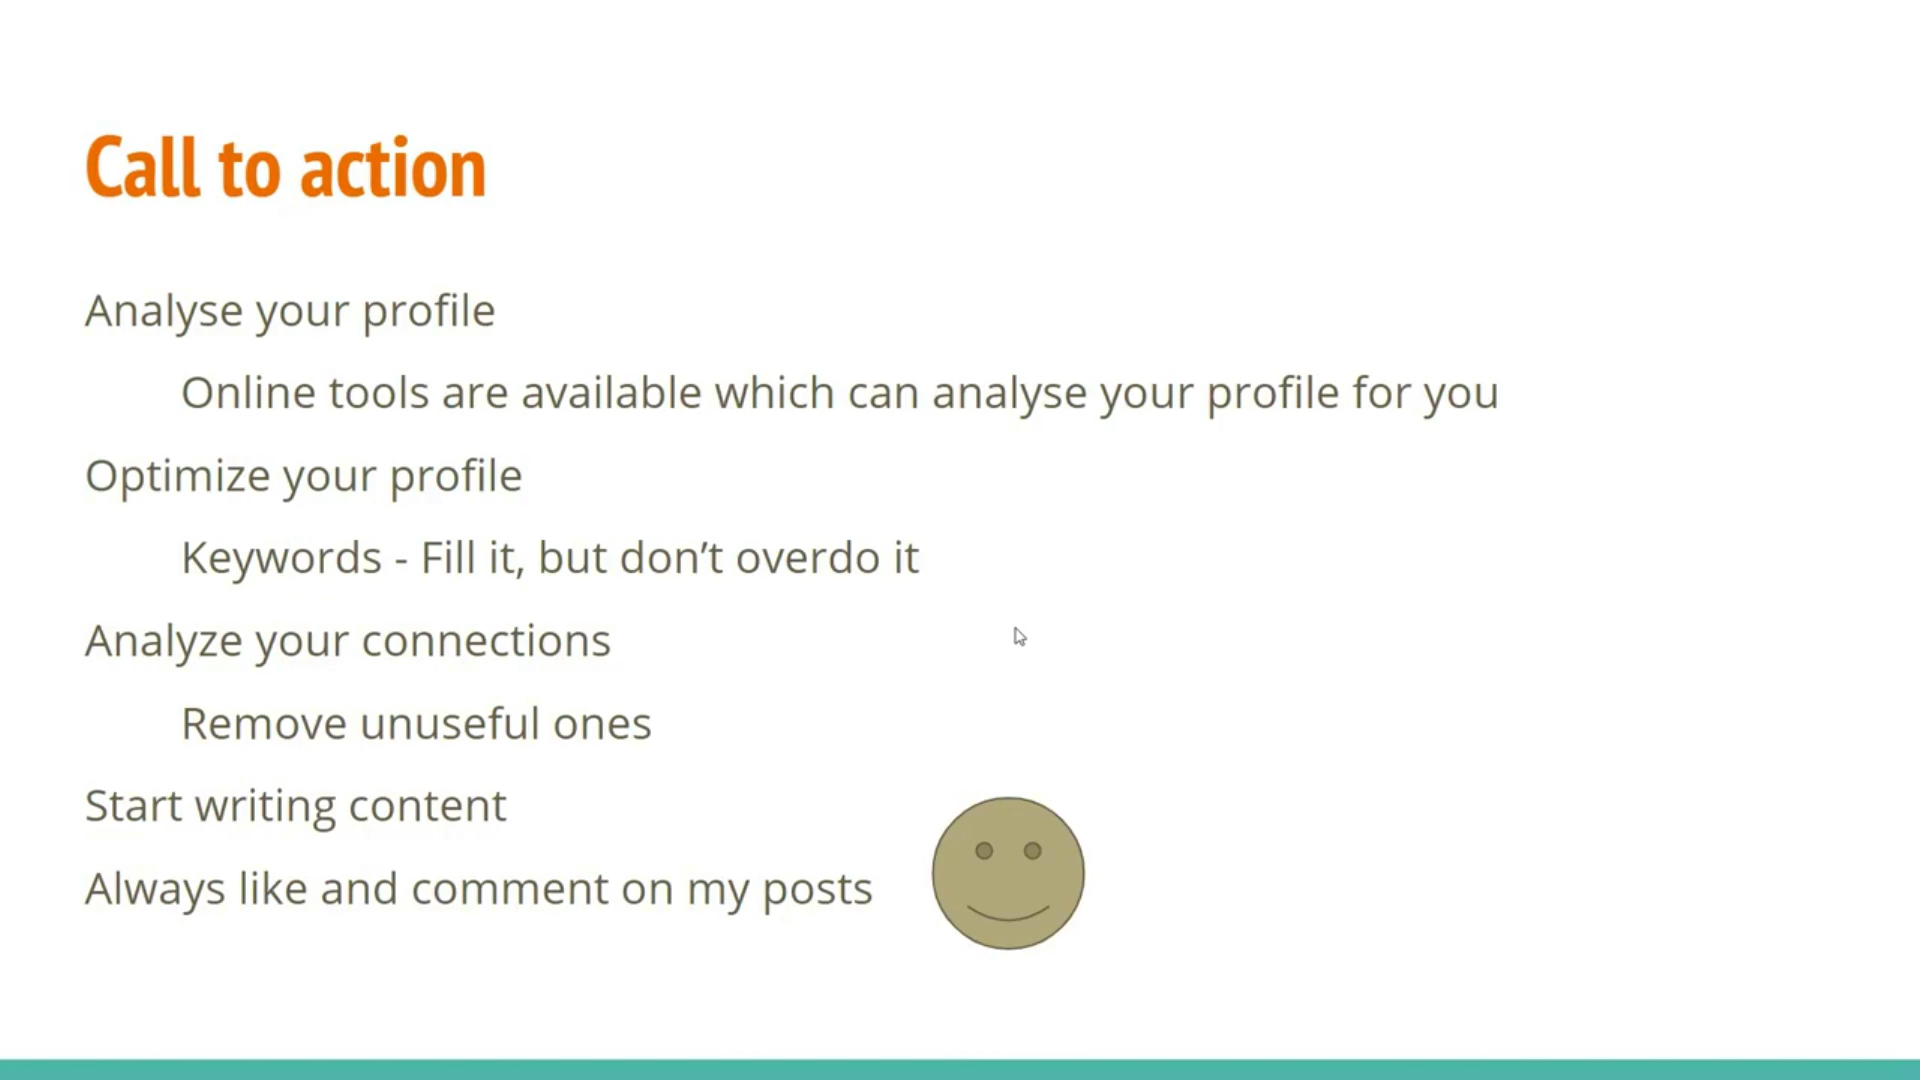 Call to action
Analyse your profile
Online tools are available which can analyse your profile for you
Optimize your profile
Keywords - Fill it, but don’t overdo it
Analyze your connections
Remove unuseful ones
Start writing content
Always like and comment on my posts